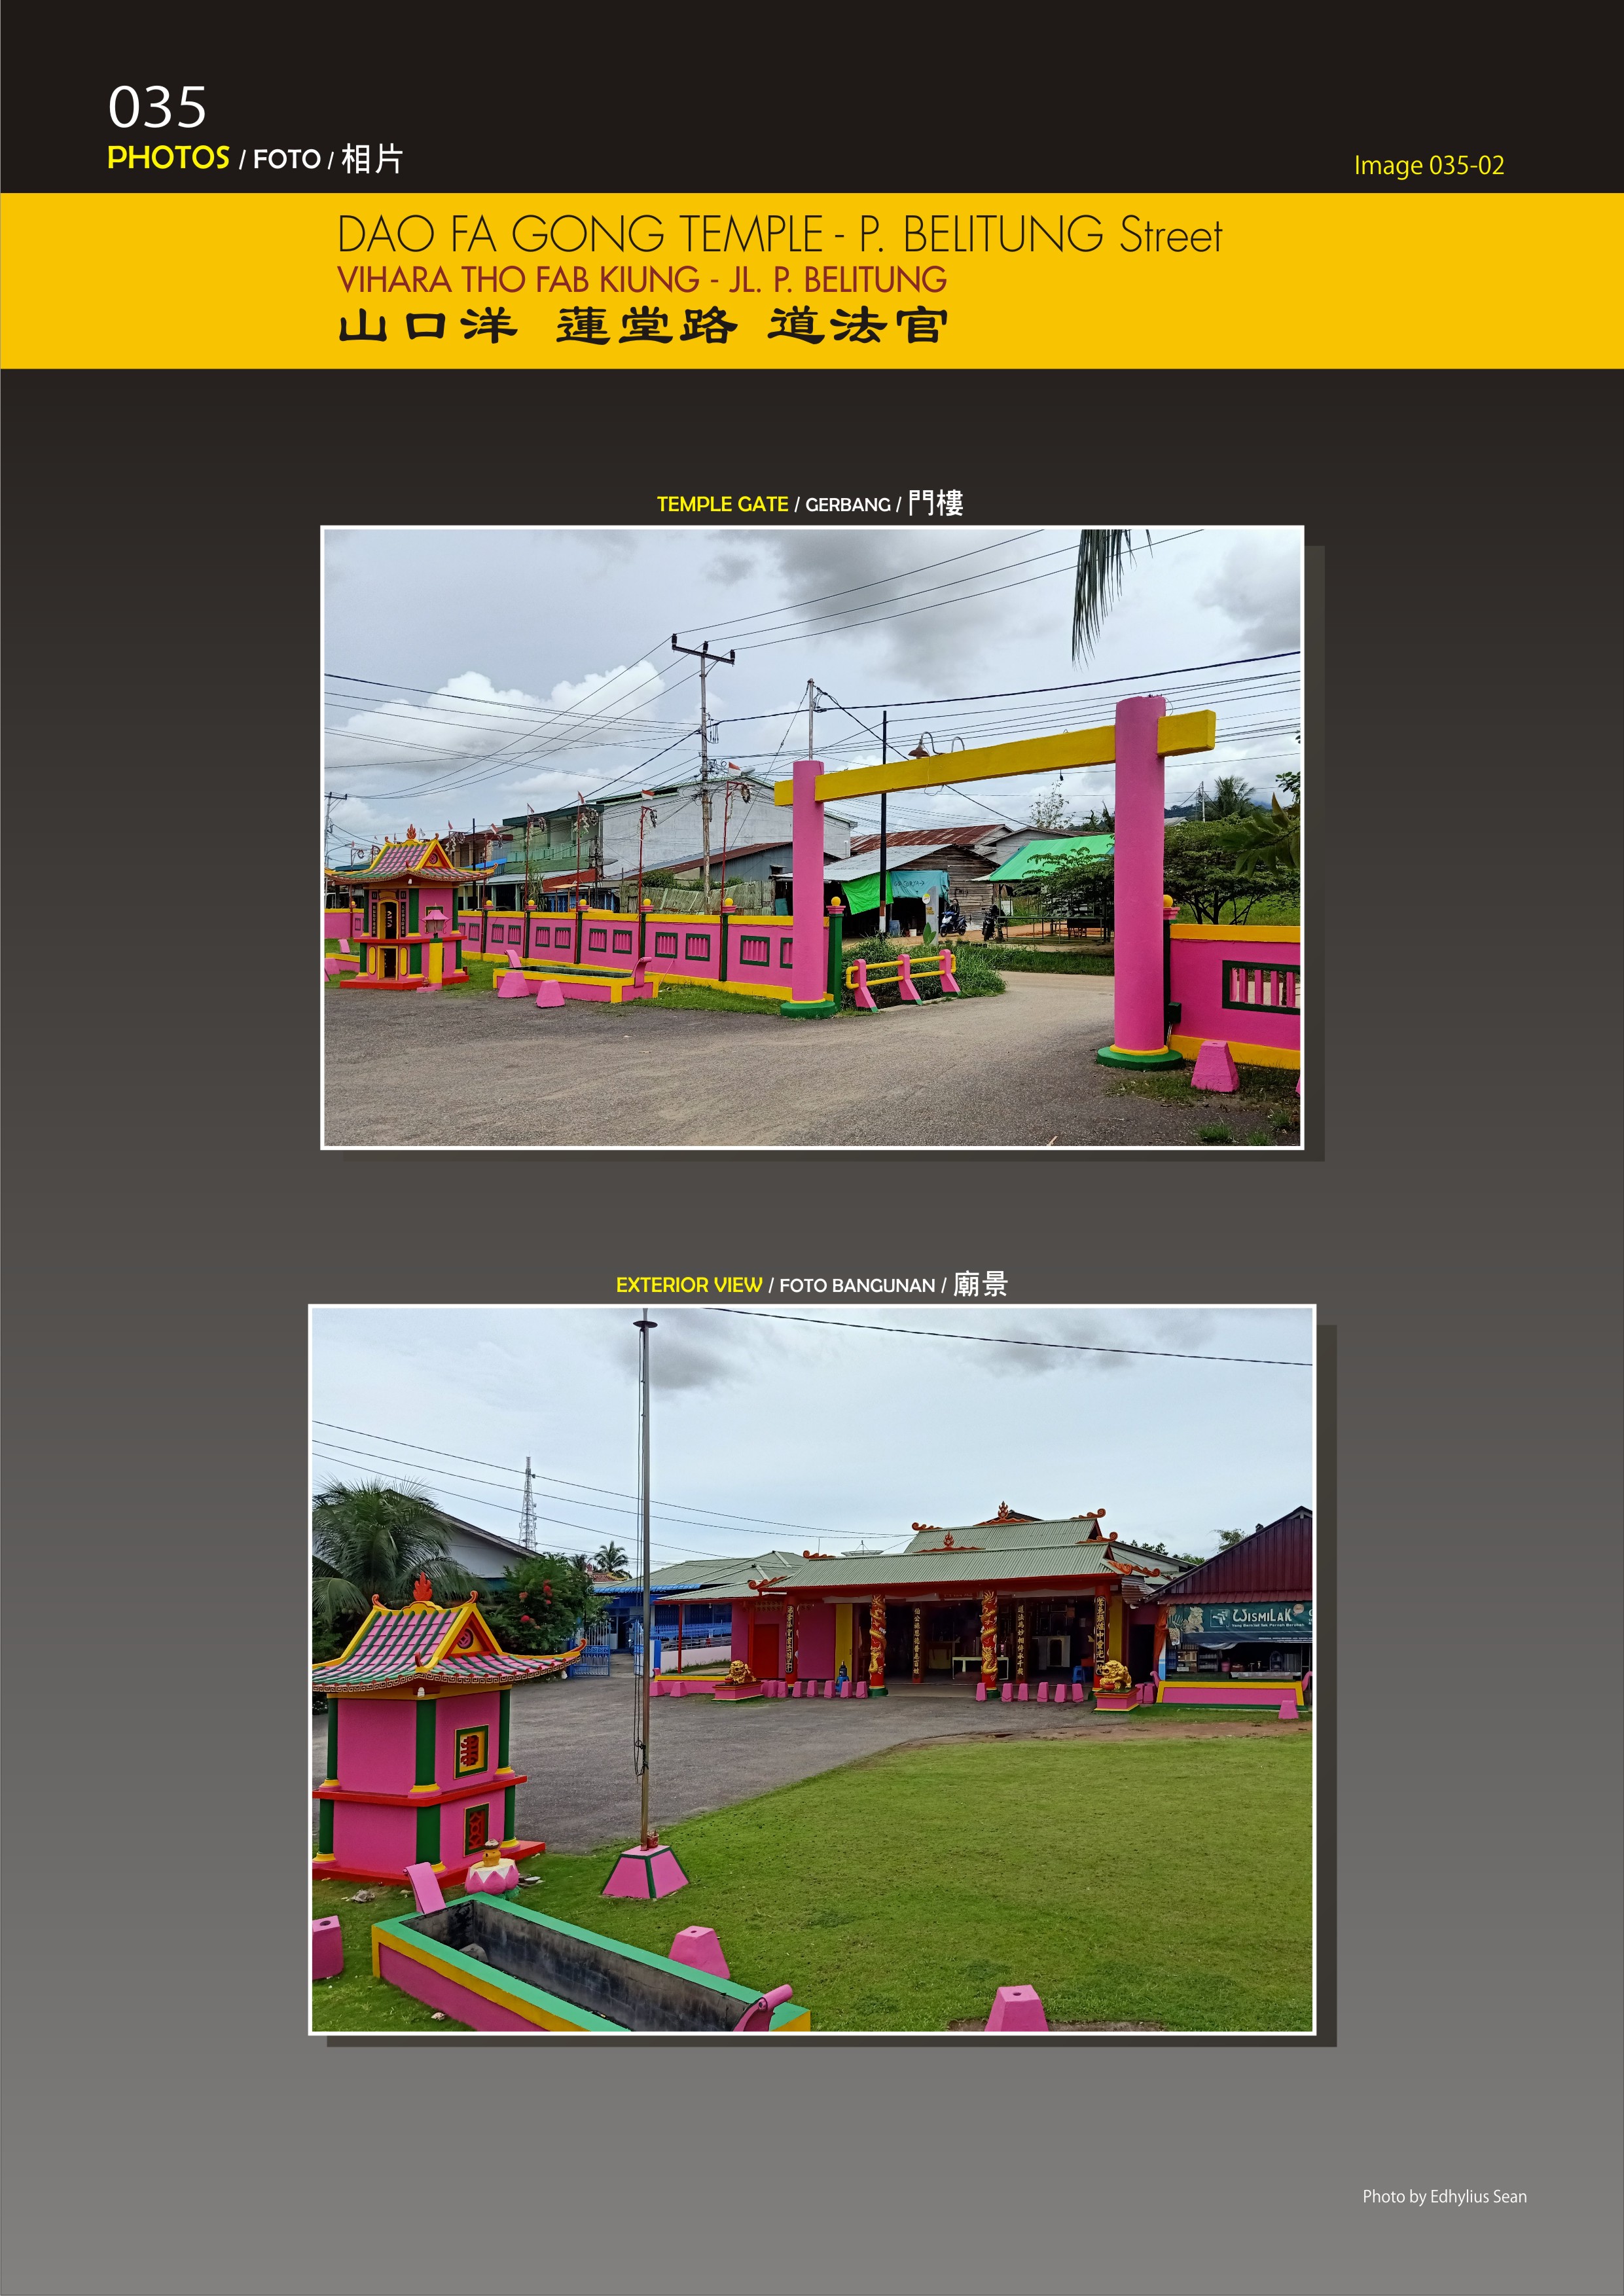 035
PHOTOS / FOTO / 相片
Image 035-02
DAO FA GONG TEMPLE - P. BELITUNG Street
VIHARA THO FAB KIUNG - JL. P. BELITUNG
山口洋 蓮堂路 道法官
TEMPLE GATE / GERBANG / 門樓
EXTERIOR VIEW / FOTO BANGUNAN / 廟景
WISMILAK
Photo by Edhylius Sean